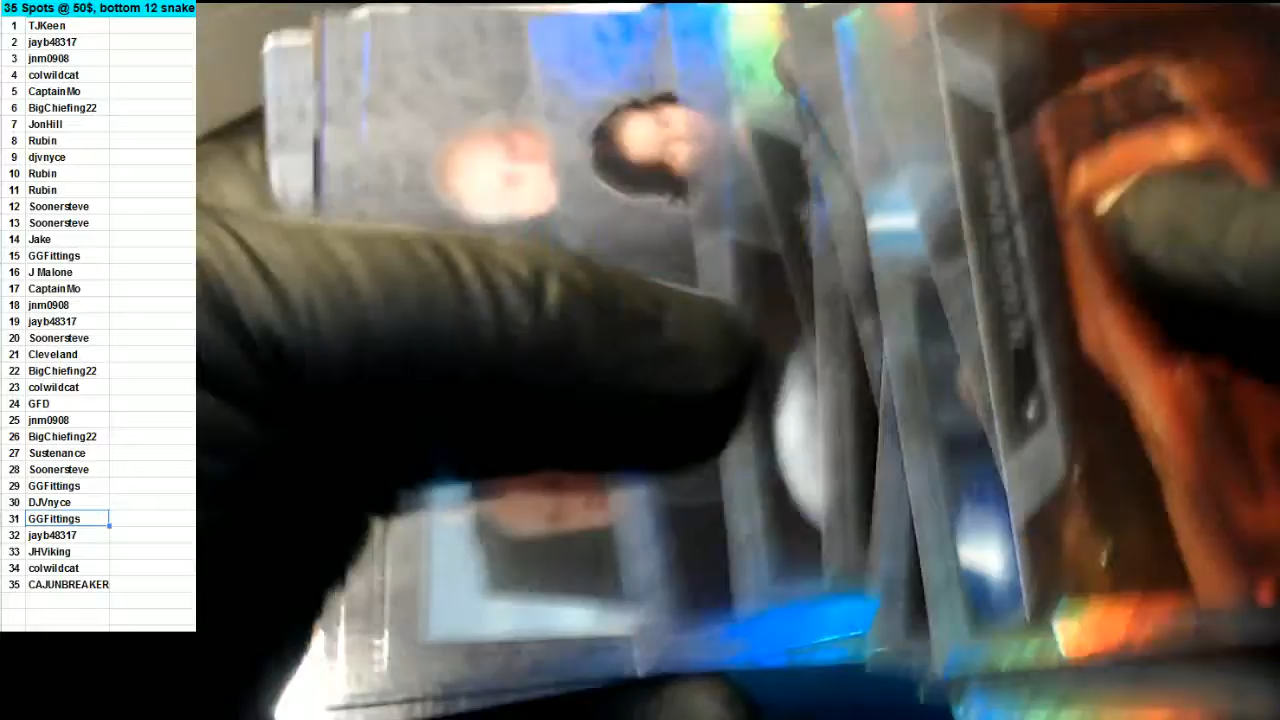 35 Spots @ 50$, bottom 12 snake
1 TJKeen
2 jayb48317
3 jnm0908
4 colwildcat
5 CaptainMo
6 BigChiefing22
7 JonHill
8 Rubin
9 djvnyce
10 Rubin
11 Rubin
12 Soonersteve
13 Soonersteve
14 Jake
15 GGFittings
16 J Malone
17 CaptainMo
18 jnm0908
19 jayb48317
20 Soonersteve
21 Cleveland
22 BigChiefing22
23 colwildcat
24 GFD
25 jnm0908
26 BigChiefing22
27 Sustenance
28 Soonersteve
29 GGFittings
30 DJVnyce
31 GGFittings
32 jayb48317
33 JHViking
34 colwildcat
35 CAJUNBREAKER